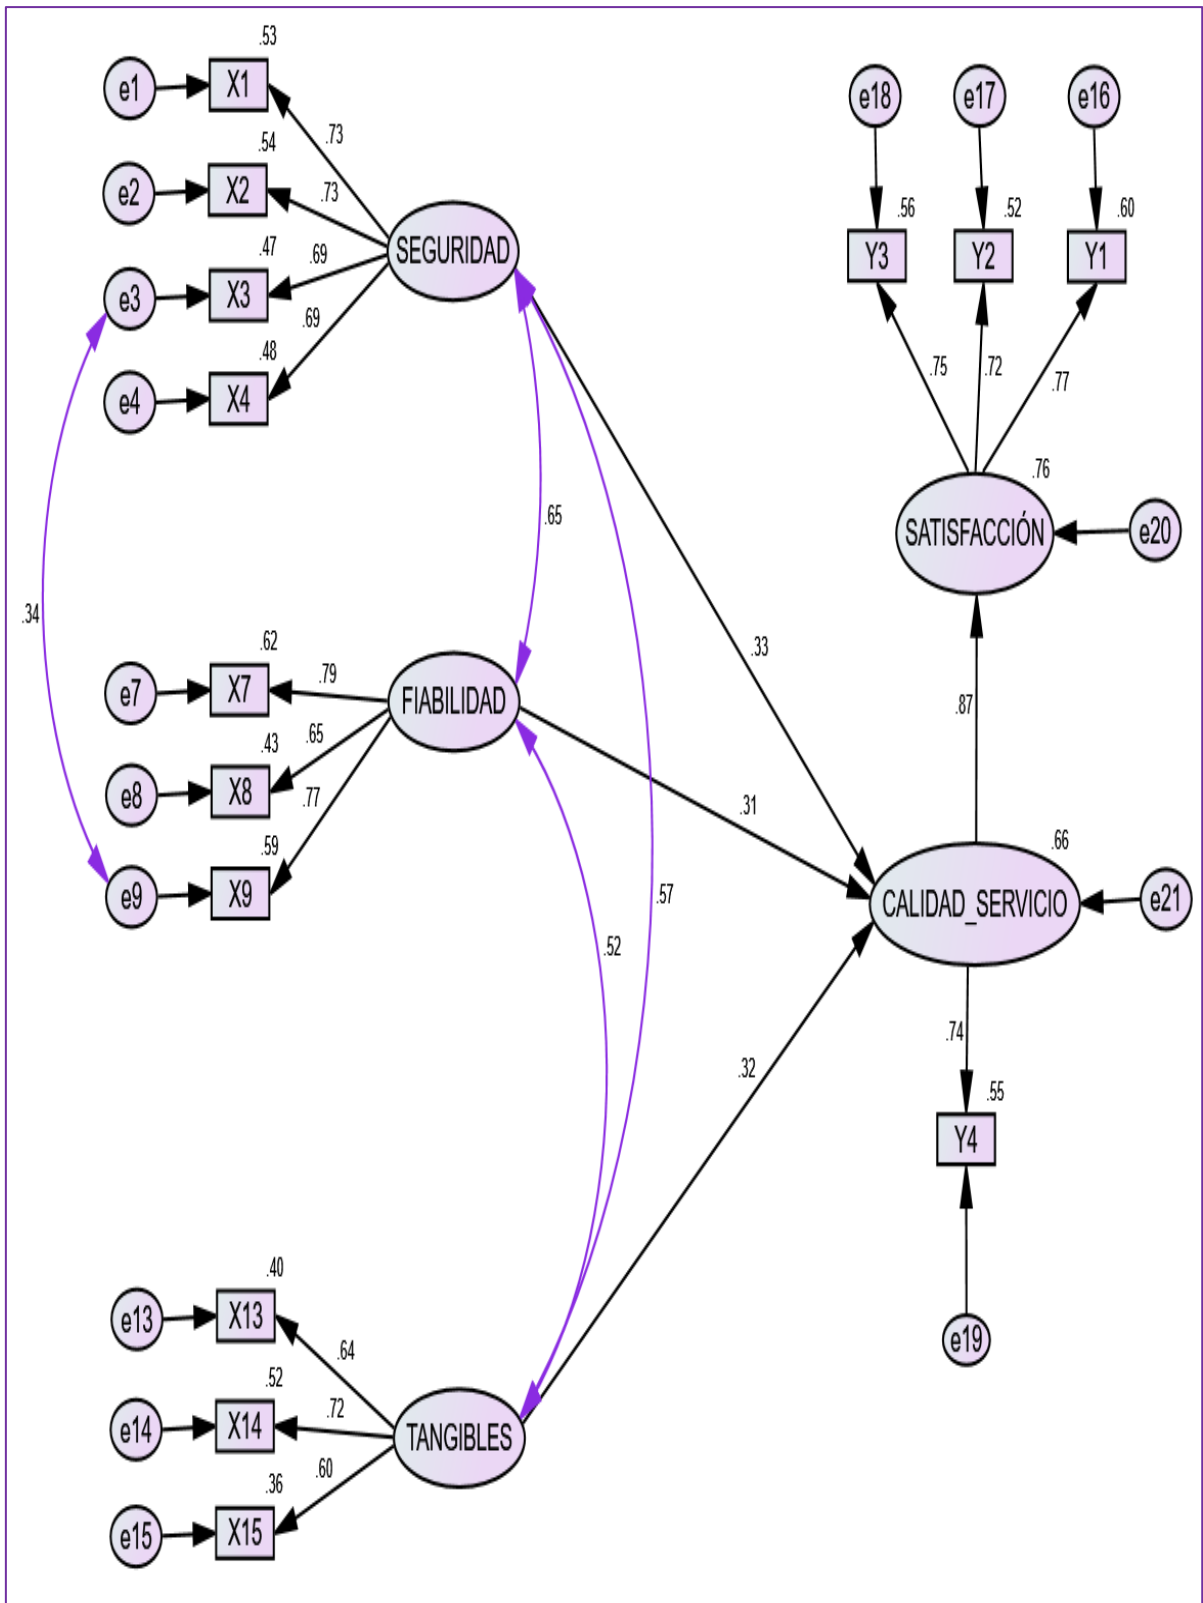 .53
e1 X1
.73
.54
e2 X2
.73
.47
e3 X3
.69
.69
.48
e4 X4
SEGURIDAD
e18 e17 e16
.56 .52 .60
Y3 Y2 Y1
.75 .72 .77
.76
SATISFACCIÓN e20
.65
.34
.33
.87
.62
e7 X7
.79
.43
e8 X8
.65
.59
e9 X9
.77
FIABILIDAD
.31
.66
CALIDAD_SERVICIO e21
.57
.52
.32
.74
.55
Y4
e19
.40
e13 X13
.64
.52
e14 X14
.72
.36
e15 X15
.60
TANGIBLES